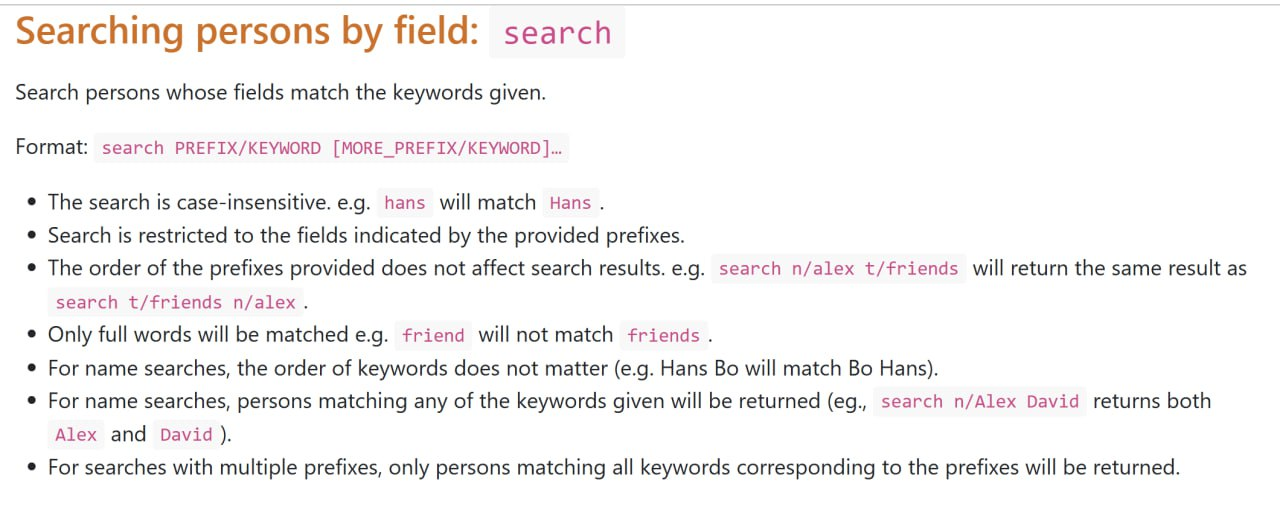 Searching persons by field: search
Search persons whose fields match the keywords given.
Format: search PREFIX/KEYWORD [MORE_PREFIX/KEYWORD]…
• The search is case-insensitive. e.g. hans will match Hans .
• Search is restricted to the fields indicated by the provided prefixes.
• The order of the prefixes provided does not affect search results. e.g. search n/alex t/friends will return the same result as
search t/friends n/alex .
• Only full words will be matched e.g. friend will not match friends .
• For name searches, the order of keywords does not matter (e.g. Hans Bo will match Bo Hans).
• For name searches, persons matching any of the keywords given will be returned (eg., search n/Alex David returns both
Alex and David ).
• For searches with multiple prefixes, only persons matching all keywords corresponding to the prefixes will be returned.